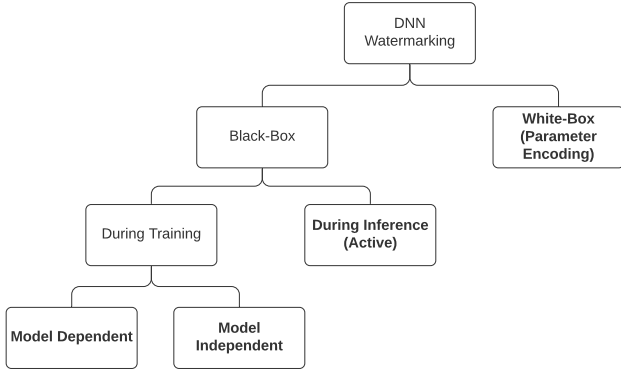 DNN
Watermarking
Black-Box
White-Box
(Parameter
Encoding)
During Training
During Inference
(Active)
Model Dependent
Model
Independent